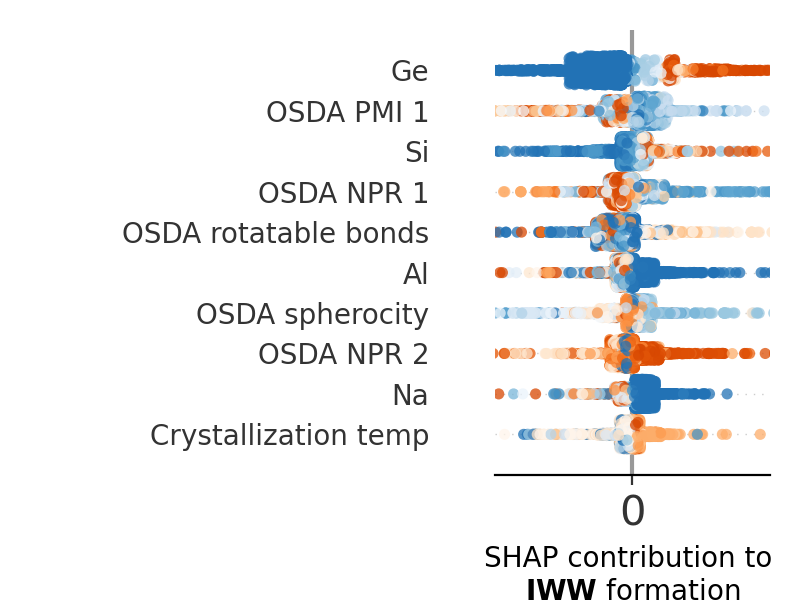 Ge
OSDA PMI 1
Si
OSDA NPR 1
OSDA rotatable bonds
Al
OSDA spherocity
OSDA NPR 2
Na
Crystallization temp
0
SHAP contribution to
IWW formation